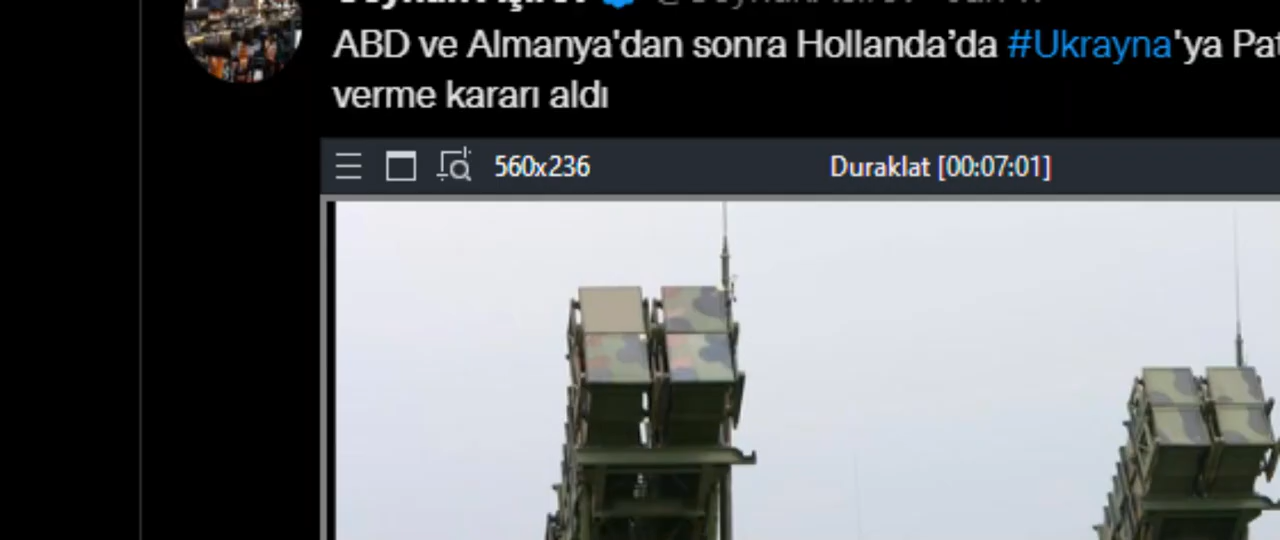 ABD ve Almanya'dan sonra Hollanda’da #Ukrayna'ya
verme kararı aldı
560x236 Duraklat [00:07:01]